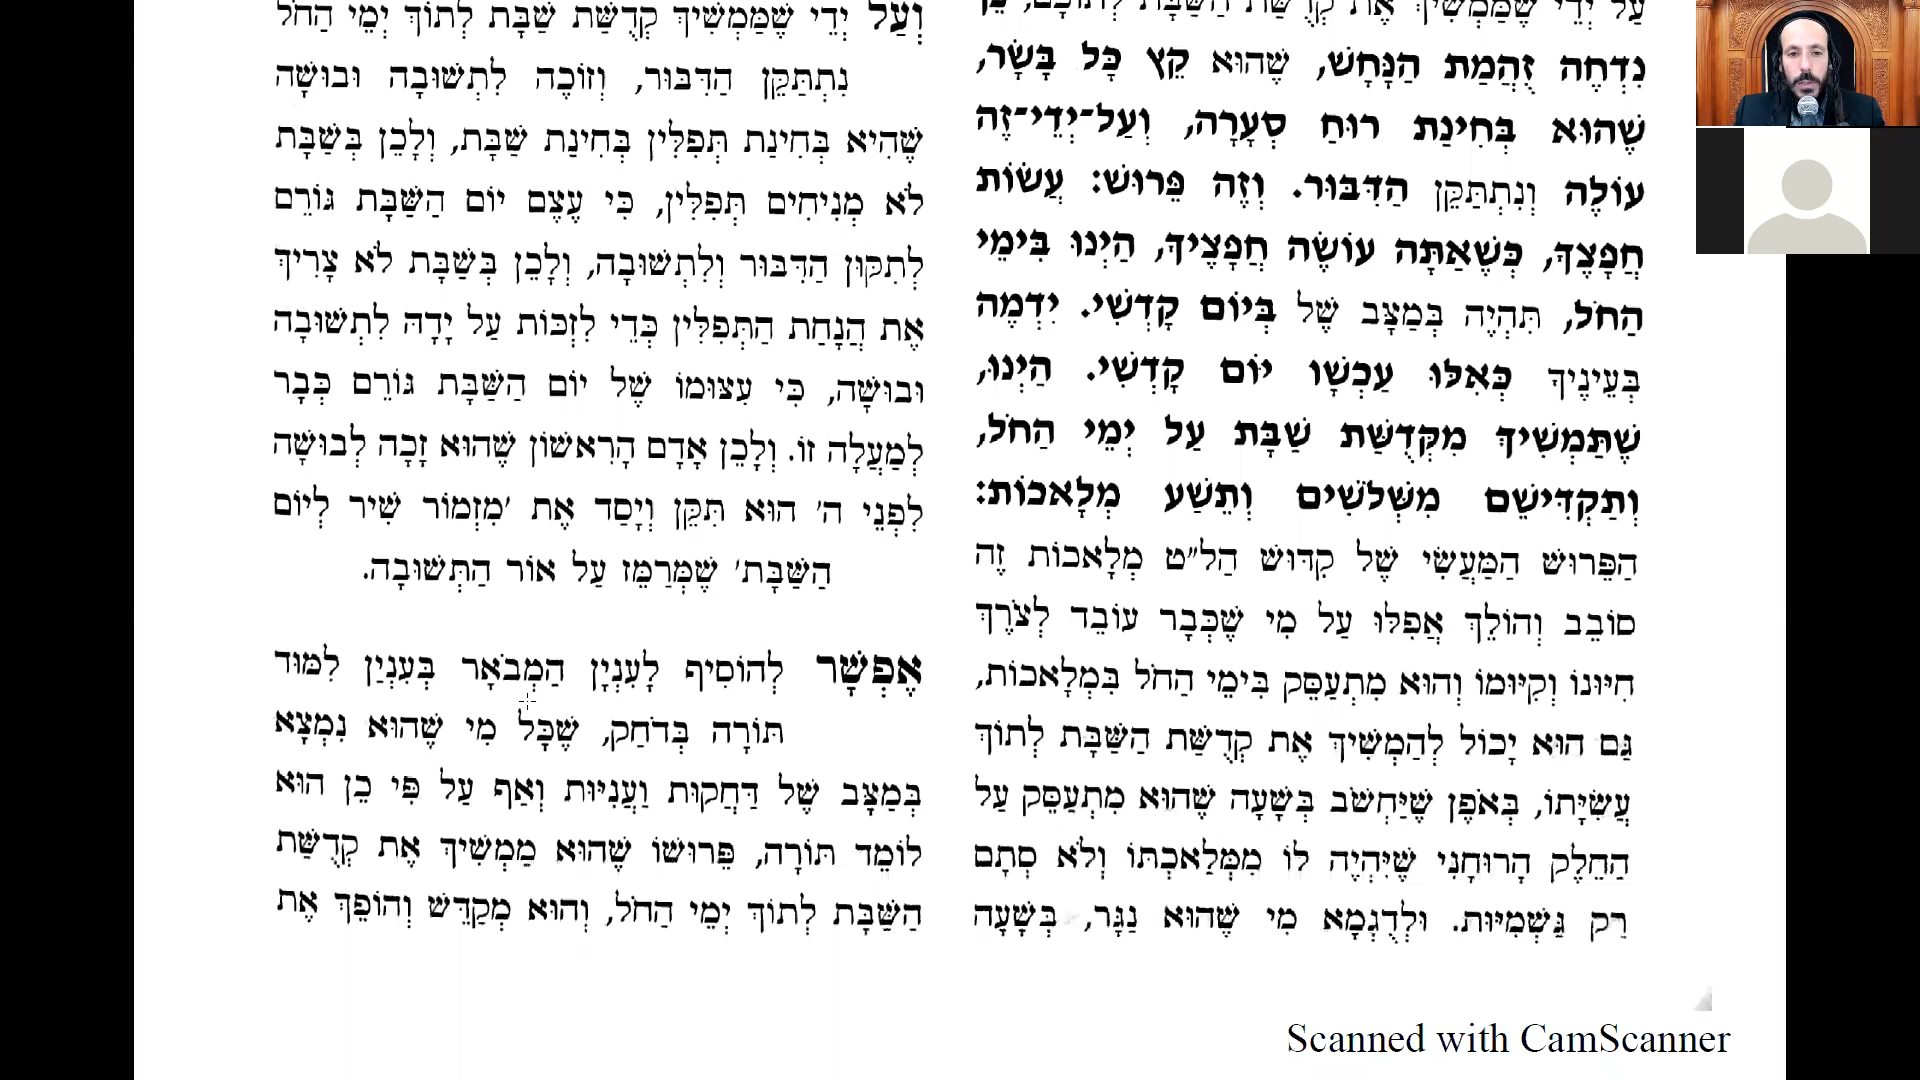 עַל יְדֵי שֶׁמַּמְשִׁיךְ אֶת קְדֻשַּׁת הַשַּׁבָּת לְתוֹכָם, כֵּן
נִדְחֶה זֻהֲמַת הַנָּחָשׁ, שֶׁהוּא קֵץ כָּל בָּשָׂר,
שֶׁהוּא בְּחִינַת רוּחַ סְעָרָה, וְעַל־יְדֵי־זֶה
עוֹלֶה וְנִתְתַּקֵּן הַדִּבּוּר. וְזֶה פֵּרוּשׁ: עֲשׂוֹת
חֲפָצֶךָ, כְּשֶׁאַתָּה עוֹשֶׂה חֲפָצֶיךָ, הַיְנוּ בִּימֵי
הַחֹל, תִּהְיֶה בְּמַצָּב שֶׁל בְּיוֹם קָדְשִׁי. יִדְמֶה
בְּעֵינֶיךָ כְּאִלּוּ עַכְשָׁו יוֹם קָדְשִׁי. הַיְנוּ,
שֶׁתַּמְשִׁיךְ מִקְּדֻשַּׁת שַׁבָּת עַל יְמֵי הַחֹל,
וְתַקְדִּישֵׁם מִשְּׁלֹשִׁים וְתֵשַׁע מְלָאכוֹת:
הַפֵּרוּשׁ הַמַּעֲשִׂי שֶׁל קִדּוּשׁ הַל״ט מְלָאכוֹת זֶה
סוֹבֵב וְהוֹלֵךְ אֲפִלּוּ עַל מִי שֶׁכְּבָר עוֹבֵד לְצֹרֶךְ
חִיּוּנוֹ וְקִיּוּמוֹ וְהוּא מִתְעַסֵּק בִּימֵי הַחֹל בִּמְלָאכוֹת,
גַּם הוּא יָכוֹל לְהַמְשִׁיךְ אֶת קְדֻשַּׁת הַשַּׁבָּת לְתוֹךְ
עֲשִׂיָּתוֹ, בְּאֹפֶן שֶׁיַּחְשֹׁב בְּשָׁעָה שֶׁהוּא מִתְעַסֵּק עַל
הַחֵלֶק הָרוּחָנִי שֶׁיִּהְיֶה לוֹ מִמְּלַאכְתּוֹ וְלֹא סְתָם
רַק גַּשְׁמִיּוּת. וּלְדֻגְמָא מִי שֶׁהוּא נַגָּר, בְּשָׁעָה
וְעַל יְדֵי שֶׁמַּמְשִׁיךְ קְדֻשַּׁת שַׁבָּת לְתוֹךְ יְמֵי הַחֹל
נִתְתַּקֵּן הַדִּבּוּר, וְזוֹכֶה לִתְשׁוּבָה וּבוּשָׁה
שֶׁהִיא בְּחִינַת תְּפִלִּין בְּחִינַת שַׁבָּת, וְלָכֵן בְּשַׁבָּת
לֹא מְנִיחִים תְּפִלִּין, כִּי עֶצֶם יוֹם הַשַּׁבָּת גּוֹרֵם
לְתִקּוּן הַדִּבּוּר וְלִתְשׁוּבָה, וְלָכֵן בְּשַׁבָּת לֹא צָרִיךְ
אֶת הֲנָחַת הַתְּפִלִּין כְּדֵי לִזְכּוֹת עַל יָדָהּ לִתְשׁוּבָה
וּבוּשָׁה, כִּי עִצּוּמוֹ שֶׁל יוֹם הַשַּׁבָּת גּוֹרֵם כְּבָר
לְמַעֲלָה זוֹ. וְלָכֵן אָדָם הָרִאשׁוֹן שֶׁהוּא זָכָה לְבוּשָׁה
לִפְנֵי ה׳ הוּא תִּקֵּן וְיָסַד אֶת ׳מִזְמוֹר שִׁיר לְיוֹם
הַשַּׁבָּת׳ שֶׁמְּרַמֵּז עַל אוֹר הַתְּשׁוּבָה.
אֶפְשָׁר לְהוֹסִיף לָעִנְיָן הַמְבֹאָר בְּעִנְיַן לִמּוּד
תּוֹרָה בְּדֹחַק, שֶׁכָּל מִי שֶׁהוּא נִמְצָא
בְּמַצָּב שֶׁל דַּחֲקוּת וַעֲנִיּוּת וְאַף עַל פִּי כֵן הוּא
לוֹמֵד תּוֹרָה, פֵּרוּשׁוֹ שֶׁהוּא מַמְשִׁיךְ אֶת קְדֻשַּׁת
הַשַּׁבָּת לְתוֹךְ יְמֵי הַחֹל, וְהוּא מְקַדֵּשׁ וְהוֹפֵךְ אֶת
Scanned with CamScanner